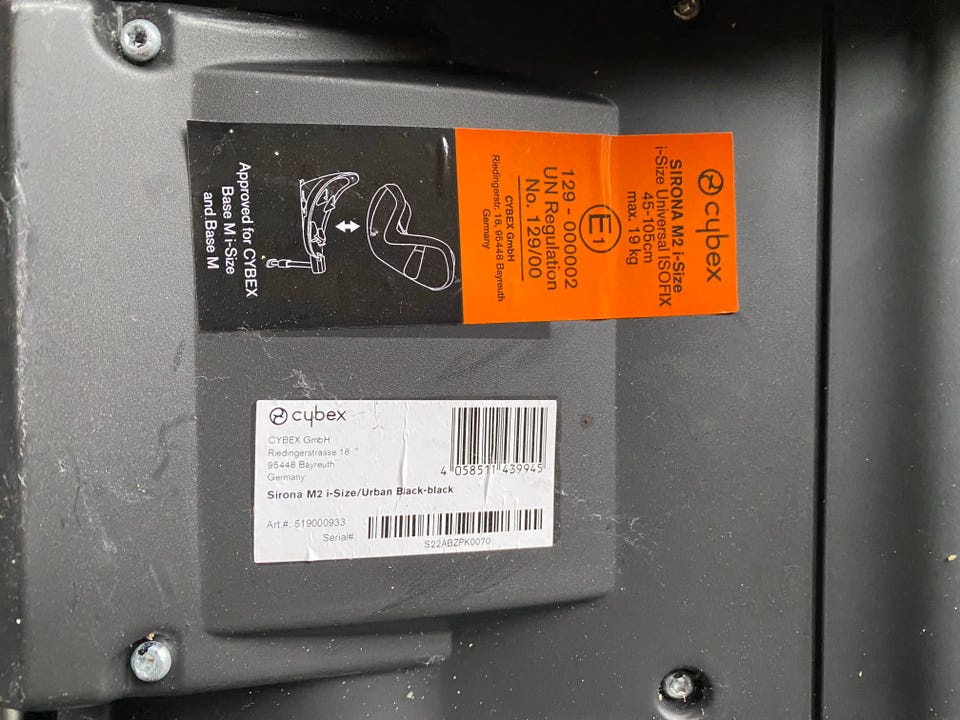 cybex
SIRONA M2 i-Size
i-Size Universal ISOFIX
45-105cm
max. 19 kg
E1
129 - 000002
UN Regulation
No. 129/00
CYBEX GmbH
Riedingerstr. 18, 95448 Bayreuth
Germany
Approved for CYBEX
Base M i-Size
and Base M
cybex
CYBEX GmbH
Riedingerstrasse 18
95448 Bayreuth
Germany
4 058511 439945
Sirona M2 i-Size/Urban Black-black
Art.#: 519000933
Serial#:
S22ABZPK0070